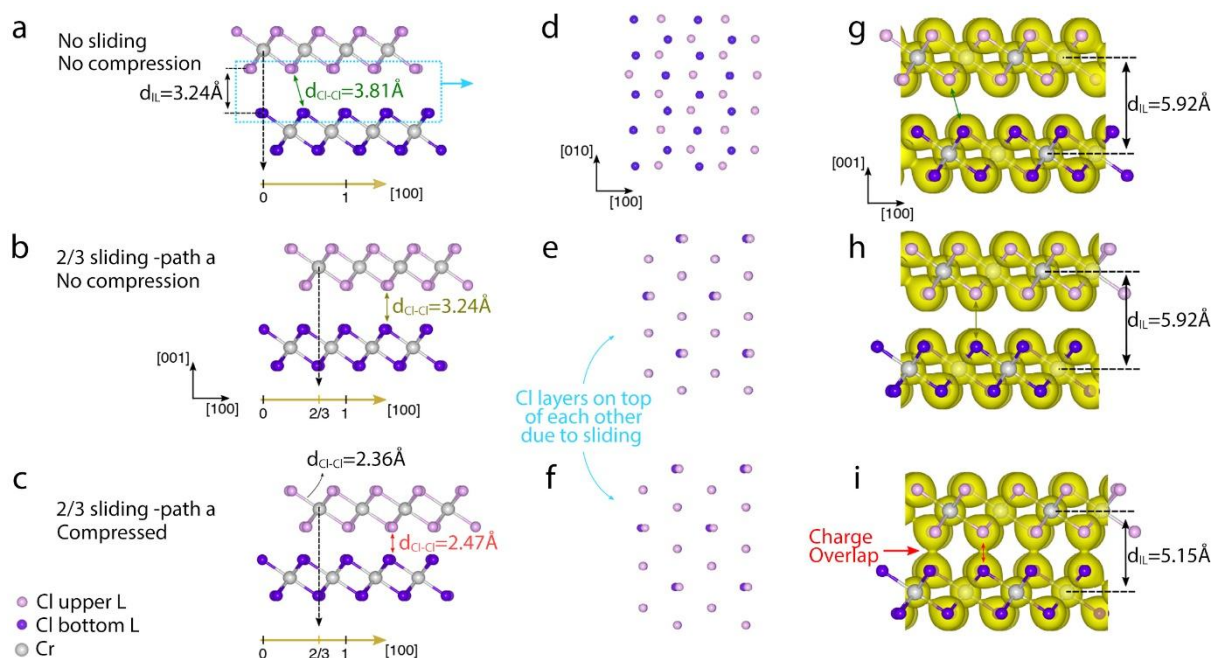 a
No sliding
No compression
d_IL=3.24Å
d_Cl-Cl=3.81Å
0
1
[100]
b
2/3 sliding -path a
No compression
d_Cl-Cl=3.24Å
[001]
[100]
0
2/3
1
[100]
c
2/3 sliding -path a
Compressed
d_Cl-Cl=2.36Å
d_Cl-Cl=2.47Å
Cl upper L
Cl bottom L
Cr
0
2/3
1
[100]
d
[010]
[100]
e
Cl layers on top
of each other
due to sliding
f
g
d_IL=5.92Å
[001]
[100]
h
d_IL=5.92Å
i
Charge
Overlap
d_IL=5.15Å